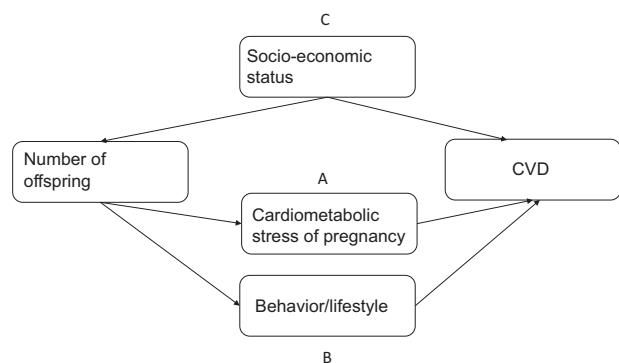 C
Socio-economic
status
Number of
offspring
CVD
A
Cardiometabolic
stress of pregnancy
Behavior/lifestyle
B